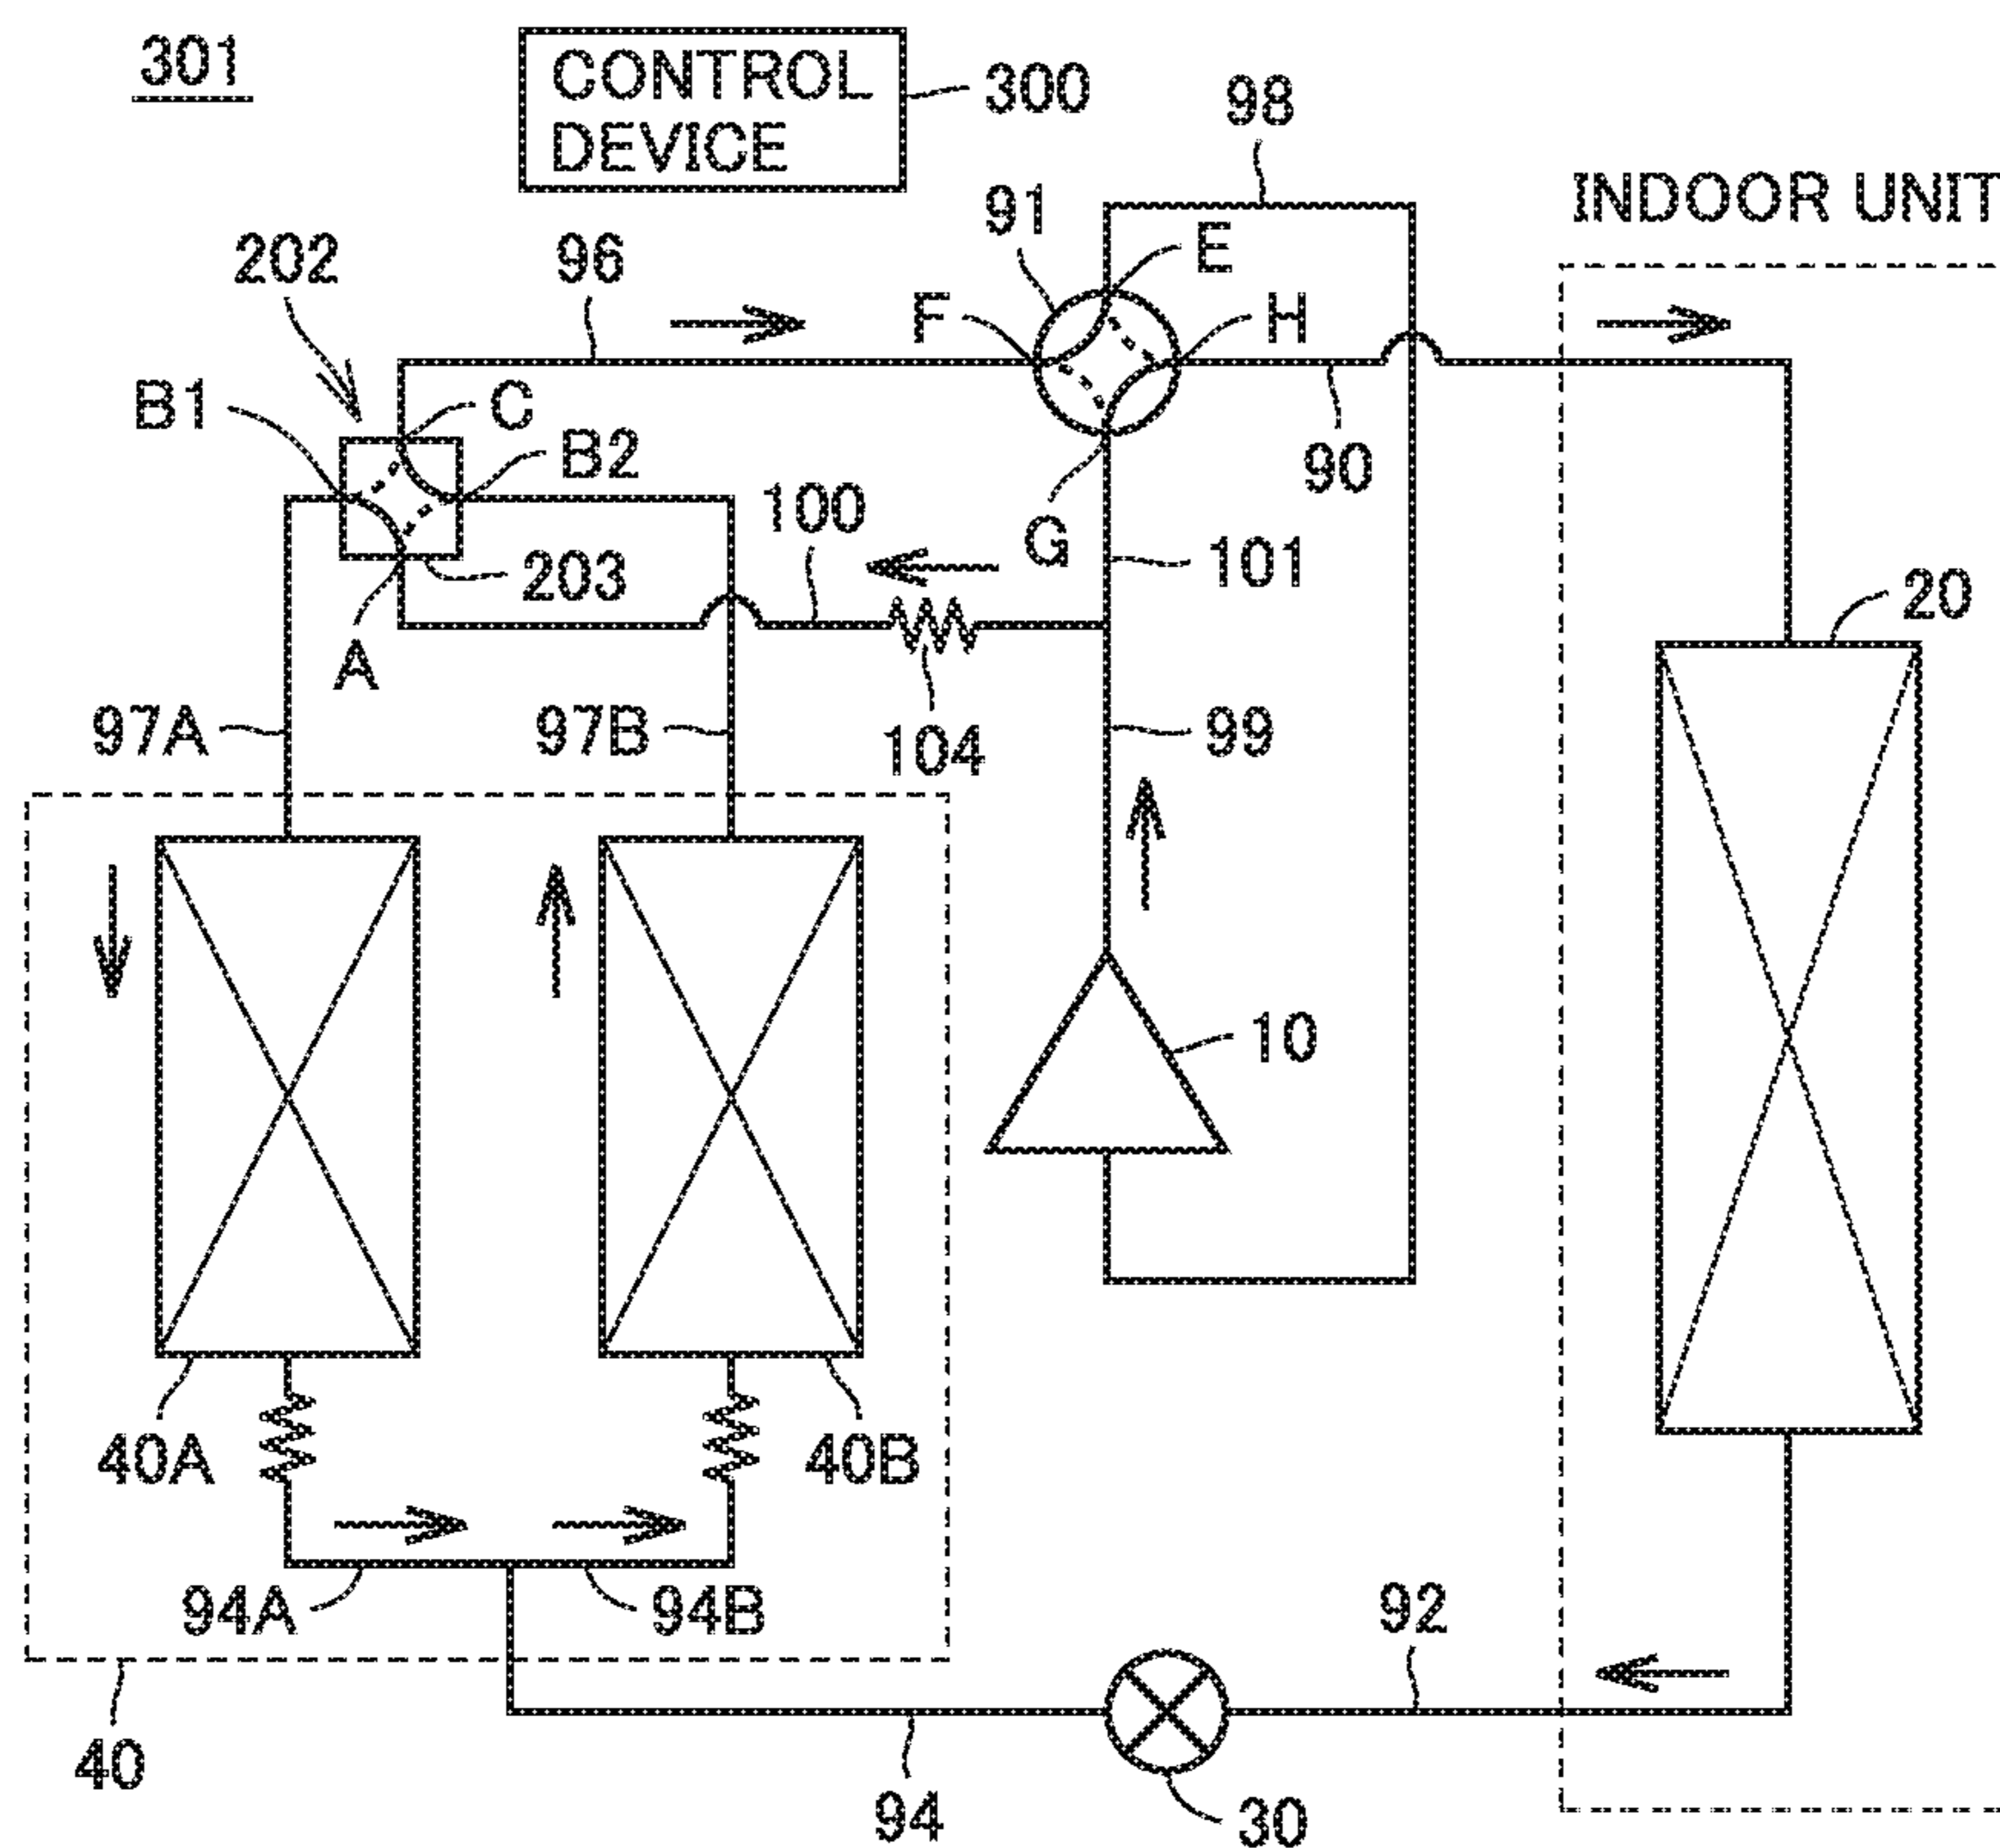 301
CONTROL
DEVICE
300
98
INDOOR UNIT
91
E
202
96
F
H
B1
C
B2
90
100
G
101
203
20
A
97A
97B
104
99
10
40A
40B
94A
94B
92
40
94
30